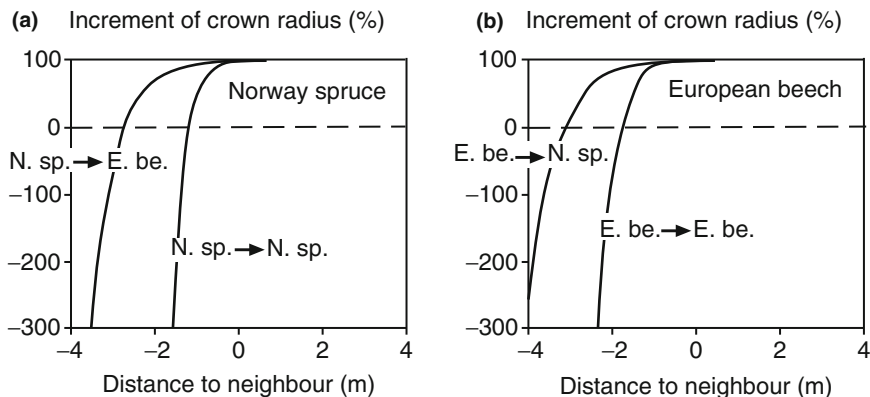 (a) Increment of crown radius (%)
100
0
−100
−200
−300
−4
−2
0
2
4
Norway spruce
N. sp. → E. be.
N. sp. → N. sp.
Distance to neighbour (m)
(b) Increment of crown radius (%)
100
0
−100
−200
−300
−4
−2
0
2
4
European beech
E. be. → N. sp.
E. be. → E. be.
Distance to neighbour (m)